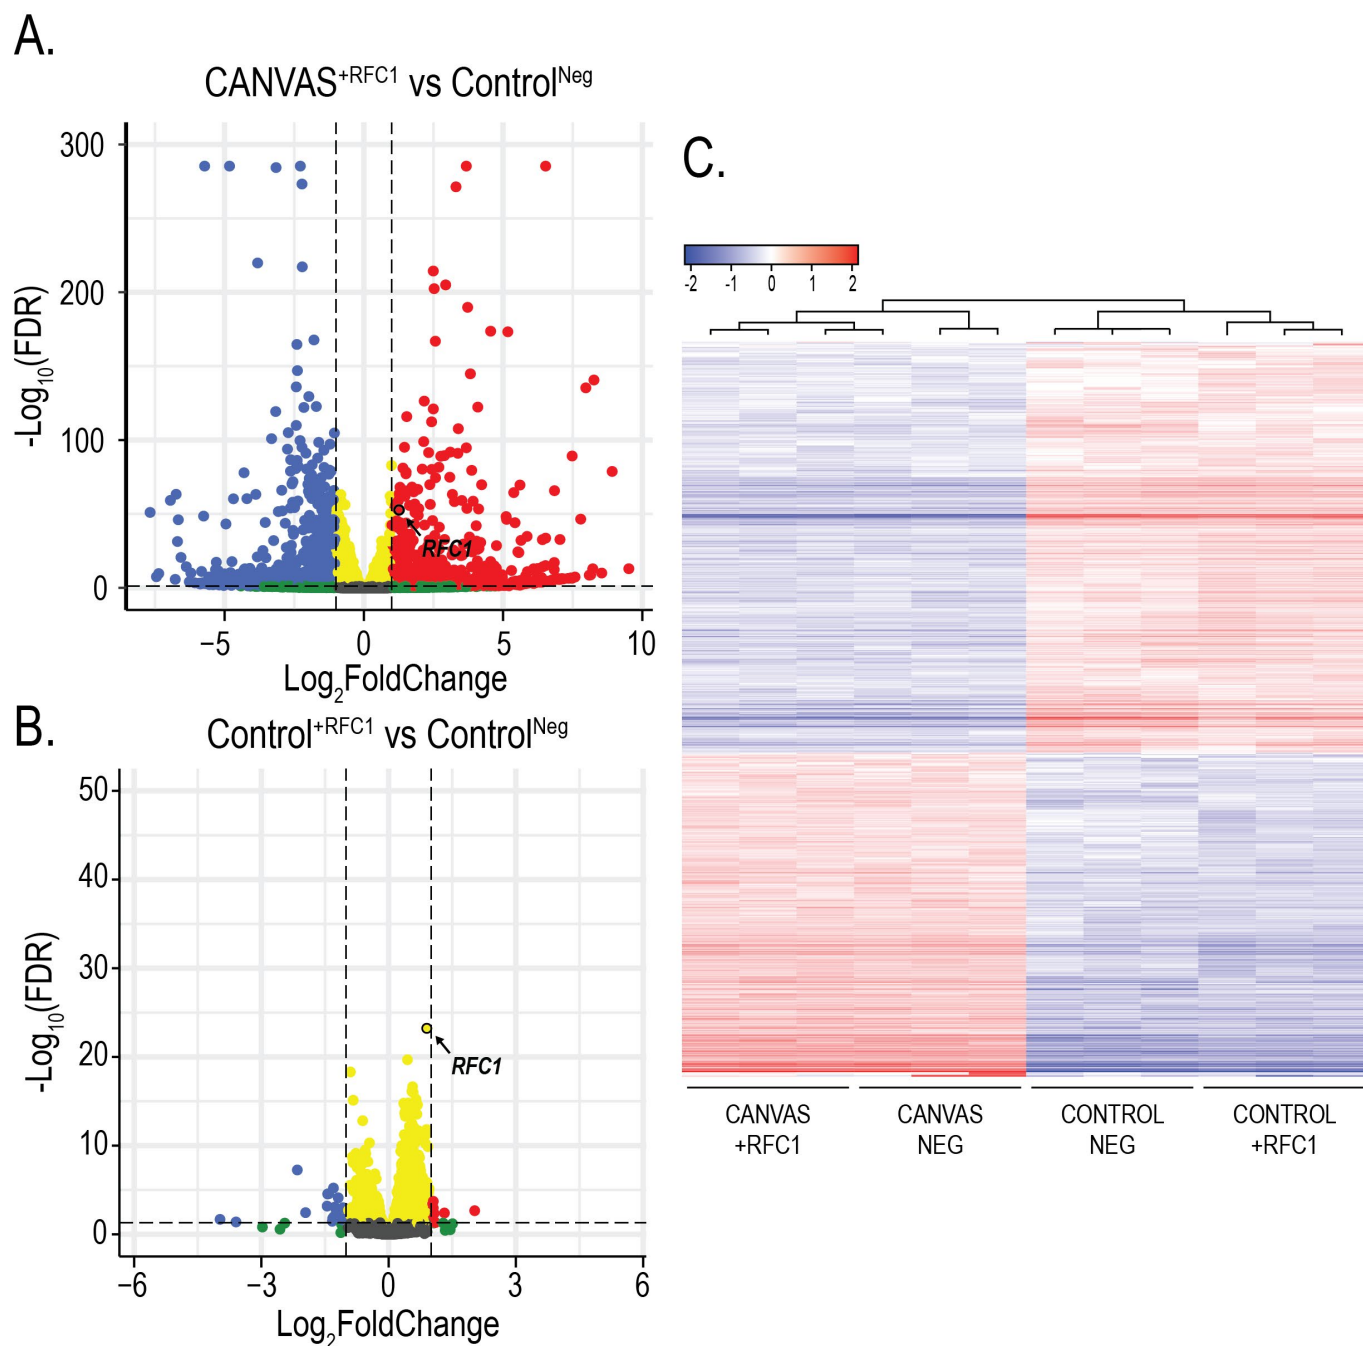 A.
CANVAS+RFC1 vs ControlNeg
300
200
100
0
-Log10(FDR)
RFC1
−5 0 5 10
Log2FoldChange
B.
Control+RFC1 vs ControlNeg
50
40
30
20
10
0
-Log10(FDR)
RFC1
−6 −3 0 3 6
Log2FoldChange
C.
-2 -1 0 1 2
CANVAS
+RFC1
CANVAS
NEG
CONTROL
NEG
CONTROL
+RFC1